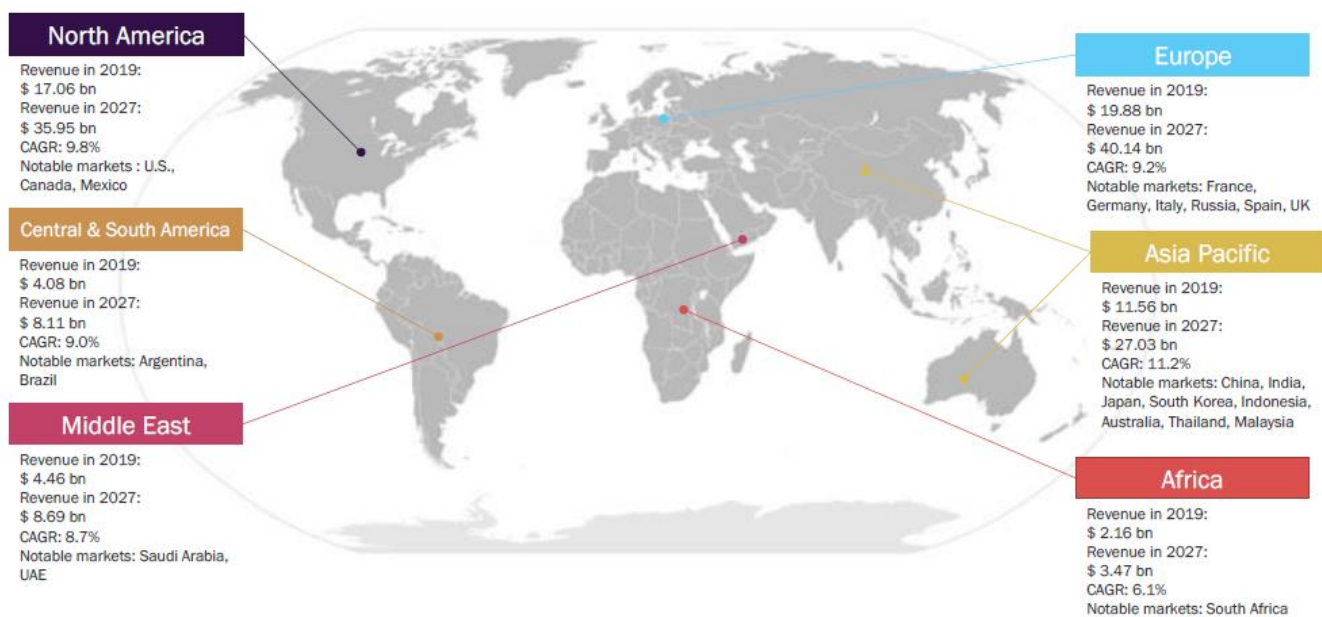 North America
Revenue in 2019:
$ 17.06 bn
Revenue in 2027:
$ 35.95 bn
CAGR: 9.8%
Notable markets : U.S.,
Canada, Mexico
Central & South America
Revenue in 2019:
$ 4.08 bn
Revenue in 2027:
$ 8.11 bn
CAGR: 9.0%
Notable markets: Argentina,
Brazil
Middle East
Revenue in 2019:
$ 4.46 bn
Revenue in 2027:
$ 8.69 bn
CAGR: 8.7%
Notable markets: Saudi Arabia,
UAE
Europe
Revenue in 2019:
$ 19.88 bn
Revenue in 2027:
$ 40.14 bn
CAGR: 9.2%
Notable markets: France,
Germany, Italy, Russia, Spain, UK
Asia Pacific
Revenue in 2019:
$ 11.56 bn
Revenue in 2027:
$ 27.03 bn
CAGR: 11.2%
Notable markets: China, India,
Japan, South Korea, Indonesia,
Australia, Thailand, Malaysia
Africa
Revenue in 2019:
$ 2.16 bn
Revenue in 2027:
$ 3.47 bn
CAGR: 6.1%
Notable markets: South Africa